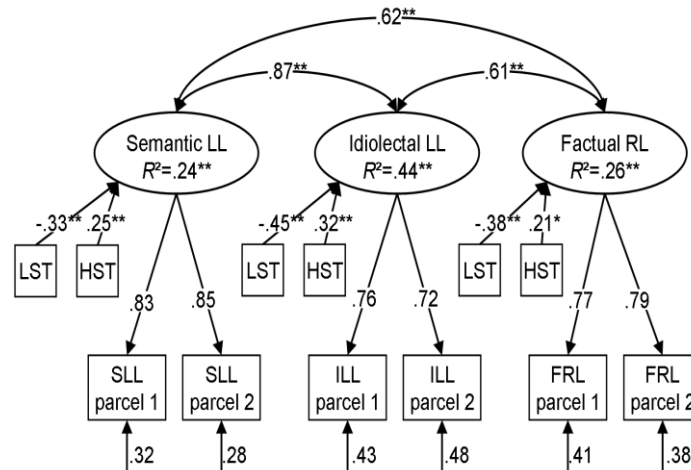 .62**
.87** .61**
Semantic LL Idiolectal LL Factual RL
R²=.24** R²=.44** R²=.26**
-.33** .25** -.45** .32** -.38** .21*
LST HST LST HST LST HST
.83 .85 .76 .72 .77 .79
SLL SLL ILL ILL FRL FRL
parcel 1 parcel 2 parcel 1 parcel 2 parcel 1 parcel 2
.32 .28 .43 .48 .41 .38